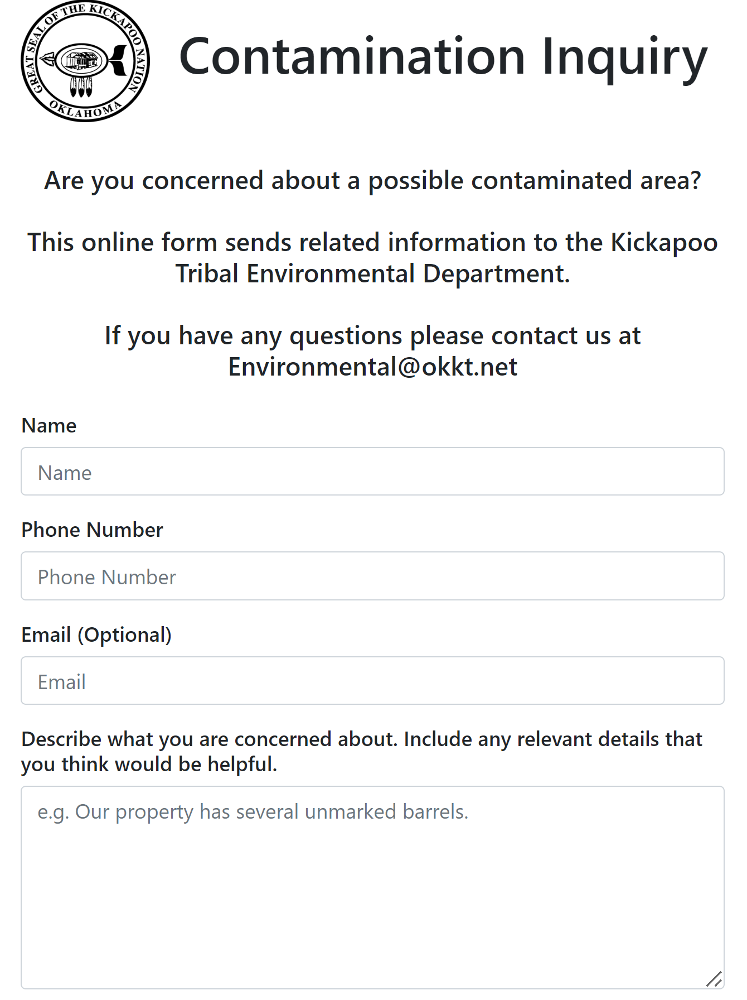 GREAT SEAL OF THE KICKAPOO NATION
OKLAHOMA
Contamination Inquiry
Are you concerned about a possible contaminated area?
This online form sends related information to the Kickapoo
Tribal Environmental Department.
If you have any questions please contact us at
Environmental@okkt.net
Name
Name
Phone Number
Phone Number
Email (Optional)
Email
Describe what you are concerned about. Include any relevant details that
you think would be helpful.
e.g. Our property has several unmarked barrels.